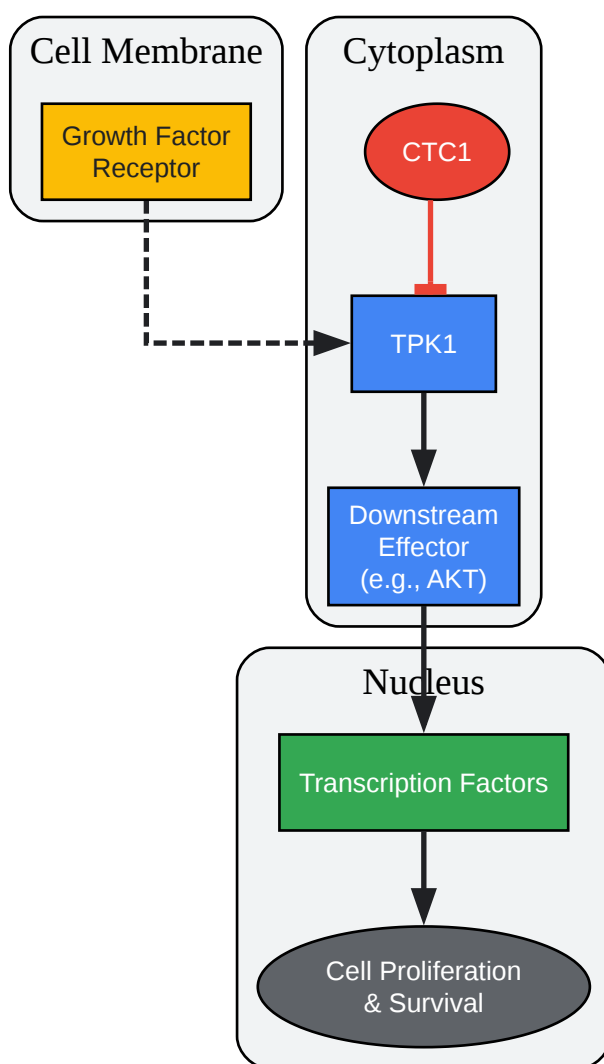 Cell Membrane
Growth Factor
Receptor
Cytoplasm
CTC1
TPK1
Downstream
Effector
(e.g., AKT)
Nucleus
Transcription Factors
Cell Proliferation
& Survival